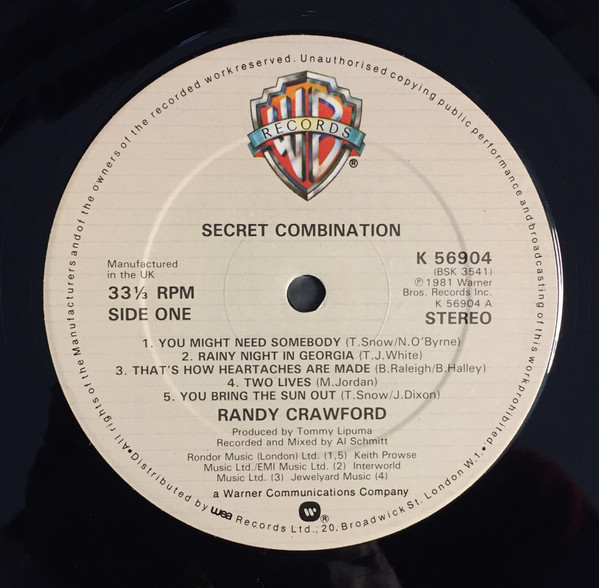 All rights of the Manufacturers and of the owners of the recorded work reserved. Unauthorised copying public performance and broadcasting of this work prohibited.
WB
RECORDS
®
SECRET COMBINATION
Manufactured
in the UK
33⅓ RPM
SIDE ONE
K 56904
(BSK 3541)
℗ 1981 Warner
Bros. Records Inc.
K 56904 A
STEREO
1. YOU MIGHT NEED SOMEBODY (T.Snow/N.O'Byrne)
2. RAINY NIGHT IN GEORGIA (T.J.White)
3. THAT'S HOW HEARTACHES ARE MADE (B.Raleigh/B.Halley)
4. TWO LIVES (M.Jordan)
5. YOU BRING THE SUN OUT (T.Snow/J.Dixon)
RANDY CRAWFORD
Produced by Tommy Lipuma
Recorded and Mixed by Al Schmitt
Rondor Music (London) Ltd. (1,5) Keith Prowse
Music Ltd./EMI Music Ltd. (2) Interworld
Music Ltd. (3) Jewelyard Music (4)
a Warner Communications Company
W ®
• Distributed by wea Records Ltd., 20, Broadwick St. London W.1. •